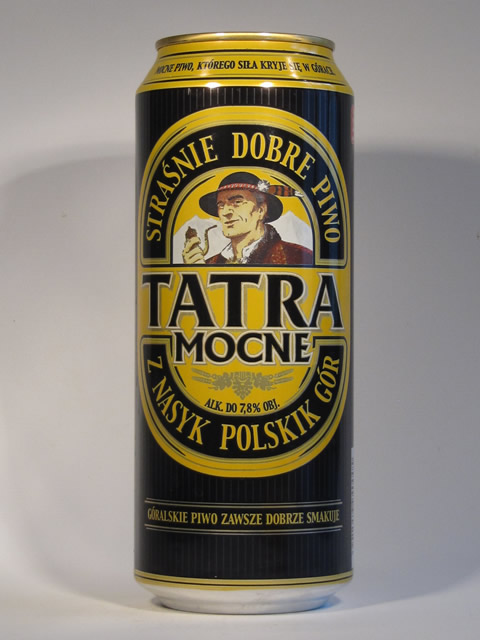 MOCNE PIWO, KTÓREGO SIŁA KRYJE SIĘ W GÓRACH.
STRAŚNIE DOBRE PIWO
TATRA
MOCNE
ALK. DO 7,8% OBJ.
Z NASYK POLSKIK GÓR
GÓRALSKIE PIWO ZAWSZE DOBRZE SMAKUJE